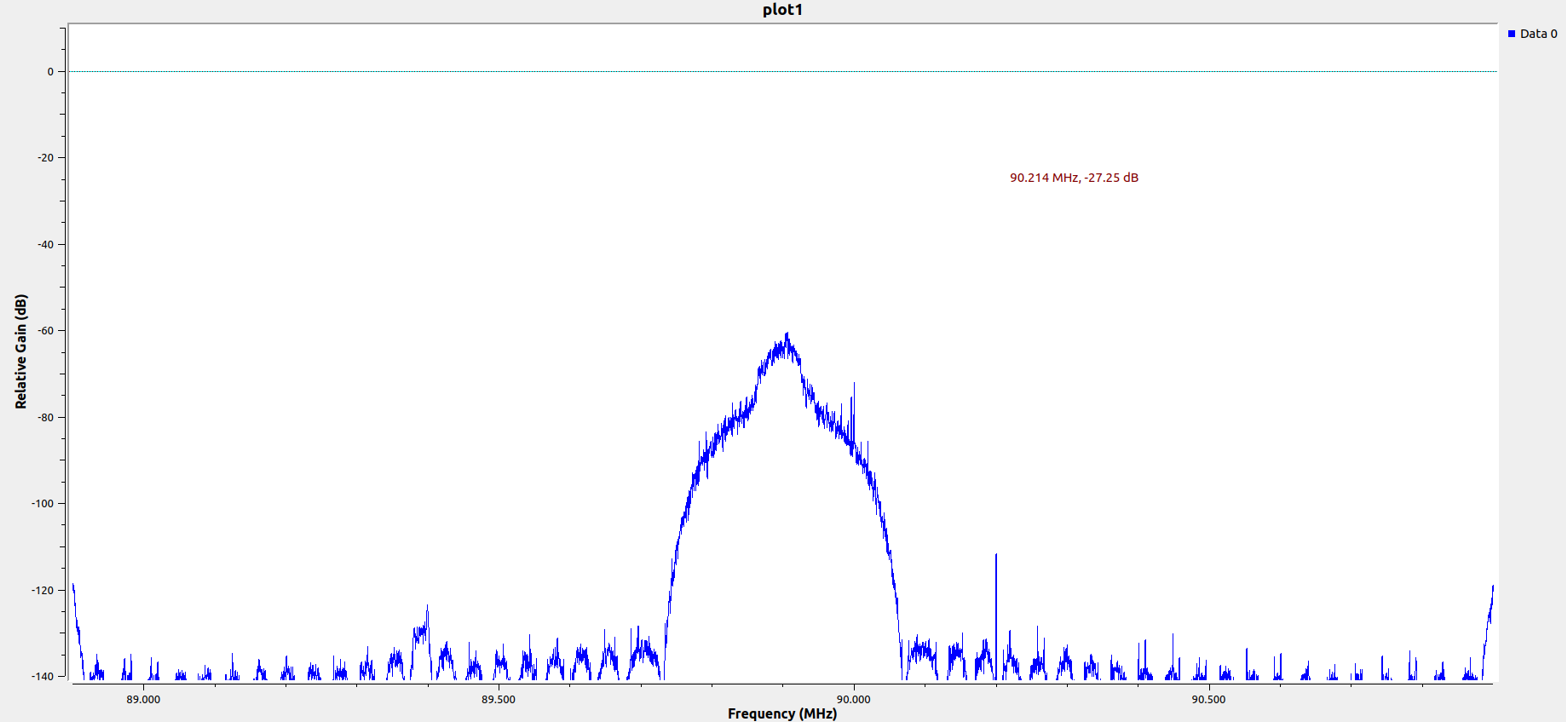 plot1
Data 0
0
-20
90.214 MHz, -27.25 dB
-40
-60
-80
-100
-120
-140
Relative Gain (dB)
89.000 89.500 90.000 90.500
Frequency (MHz)